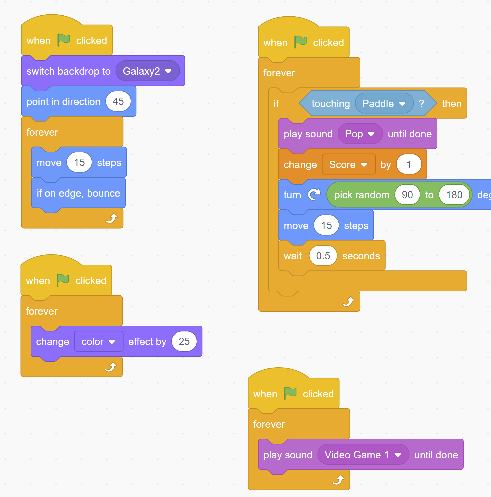 when clicked
switch backdrop to Galaxy2
point in direction 45
forever
move 15 steps
if on edge, bounce
when clicked
forever
change color effect by 25
when clicked
forever
if touching Paddle ? then
play sound Pop until done
change Score by 1
turn pick random 90 to 180 deg
move 15 steps
wait 0.5 seconds
when clicked
forever
play sound Video Game 1 until done